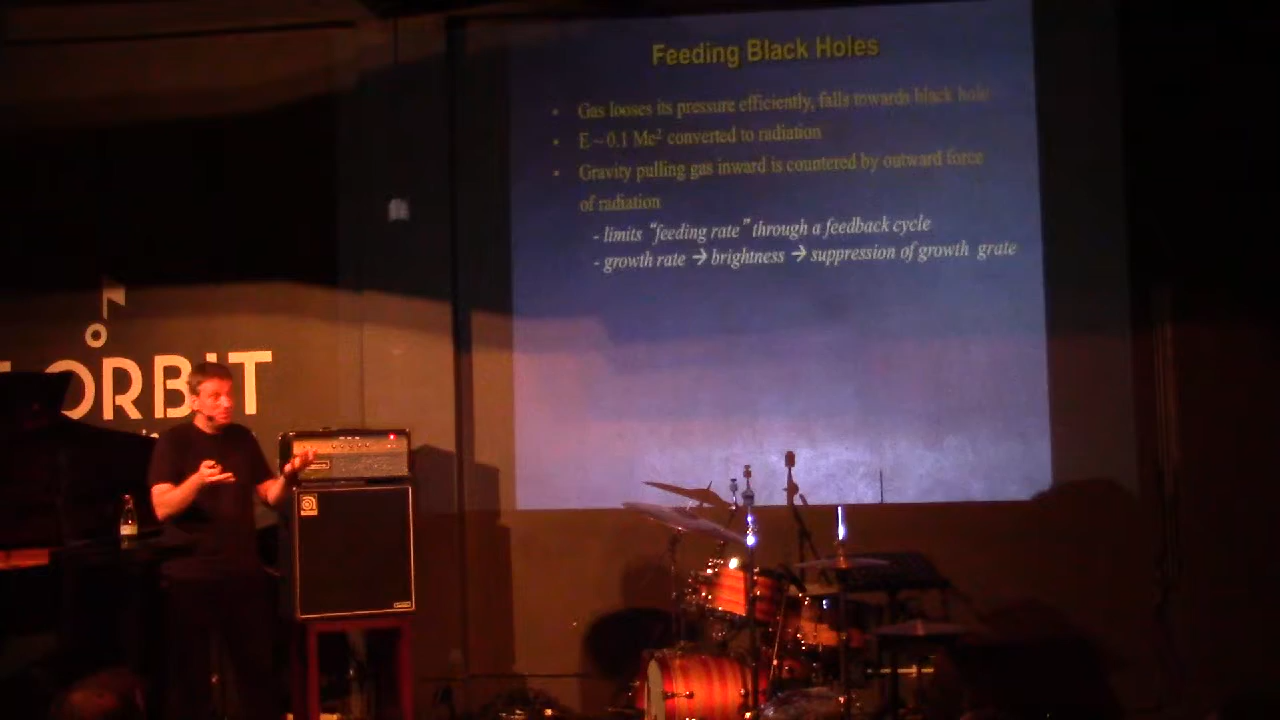 Feeding Black Holes
• Gas looses its pressure efficiently, falls towards black hole
• E ~ 0.1 Mc² converted to radiation
• Gravity pulling gas inward is countered by outward force
of radiation
- limits “feeding rate” through a feedback cycle
- growth rate → brightness → suppression of growth grate
ORBIT